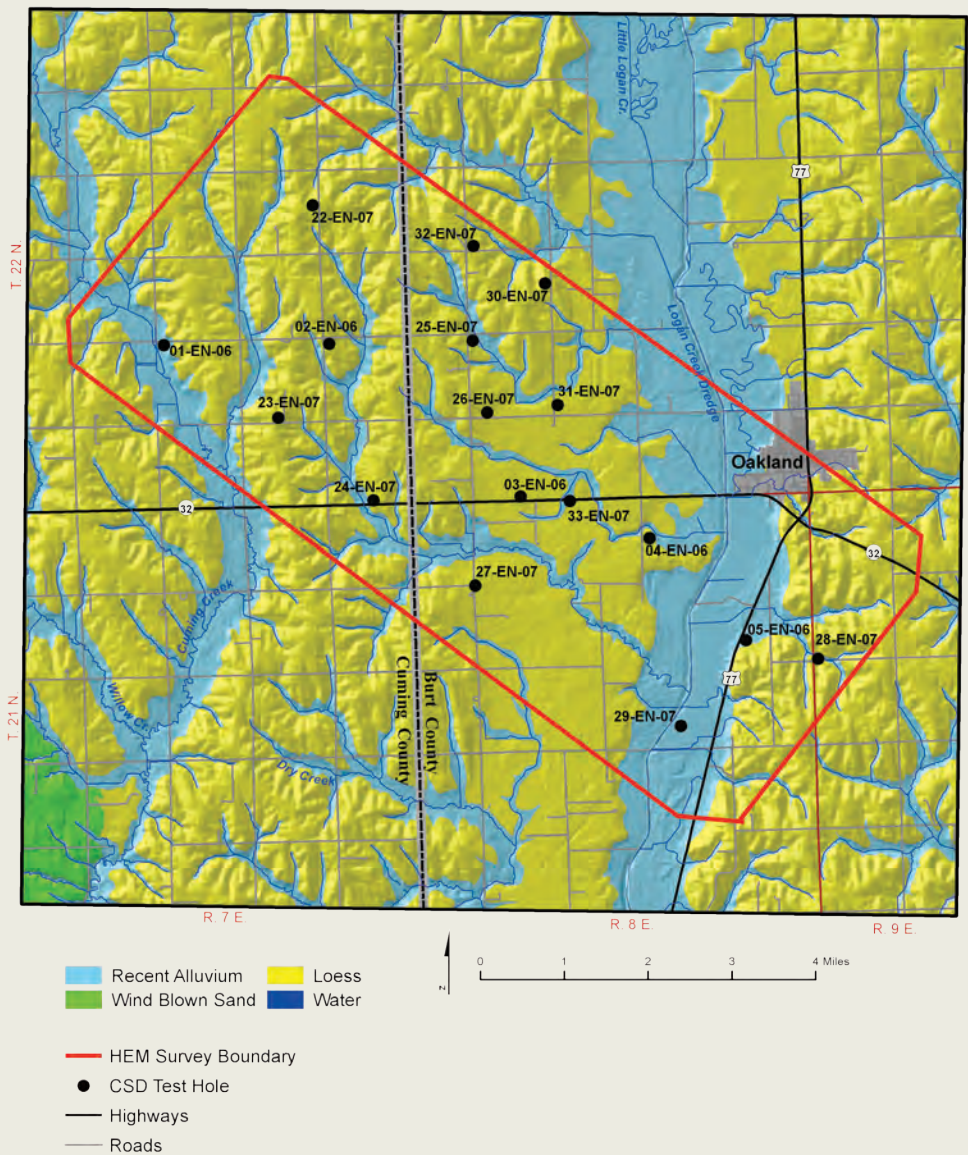 Little Logan Cr.
77
T. 22 N.
22-EN-07
32-EN-07
30-EN-07
Logan Creek Dredge
01-EN-06
02-EN-06
25-EN-07
23-EN-07
26-EN-07
31-EN-07
Oakland
24-EN-07
03-EN-06
32
33-EN-07
04-EN-06
32
27-EN-07
Cuming Creek
05-EN-06
28-EN-07
Willow Cr.
Burt County
Cuming County
77
T. 21 N
29-EN-07
Dry Creek
R. 7 E.
R. 8 E.
R. 9 E.
Recent Alluvium
Loess
Wind Blown Sand
Water
N
0 1 2 3 4 Miles
HEM Survey Boundary
CSD Test Hole
Highways
Roads